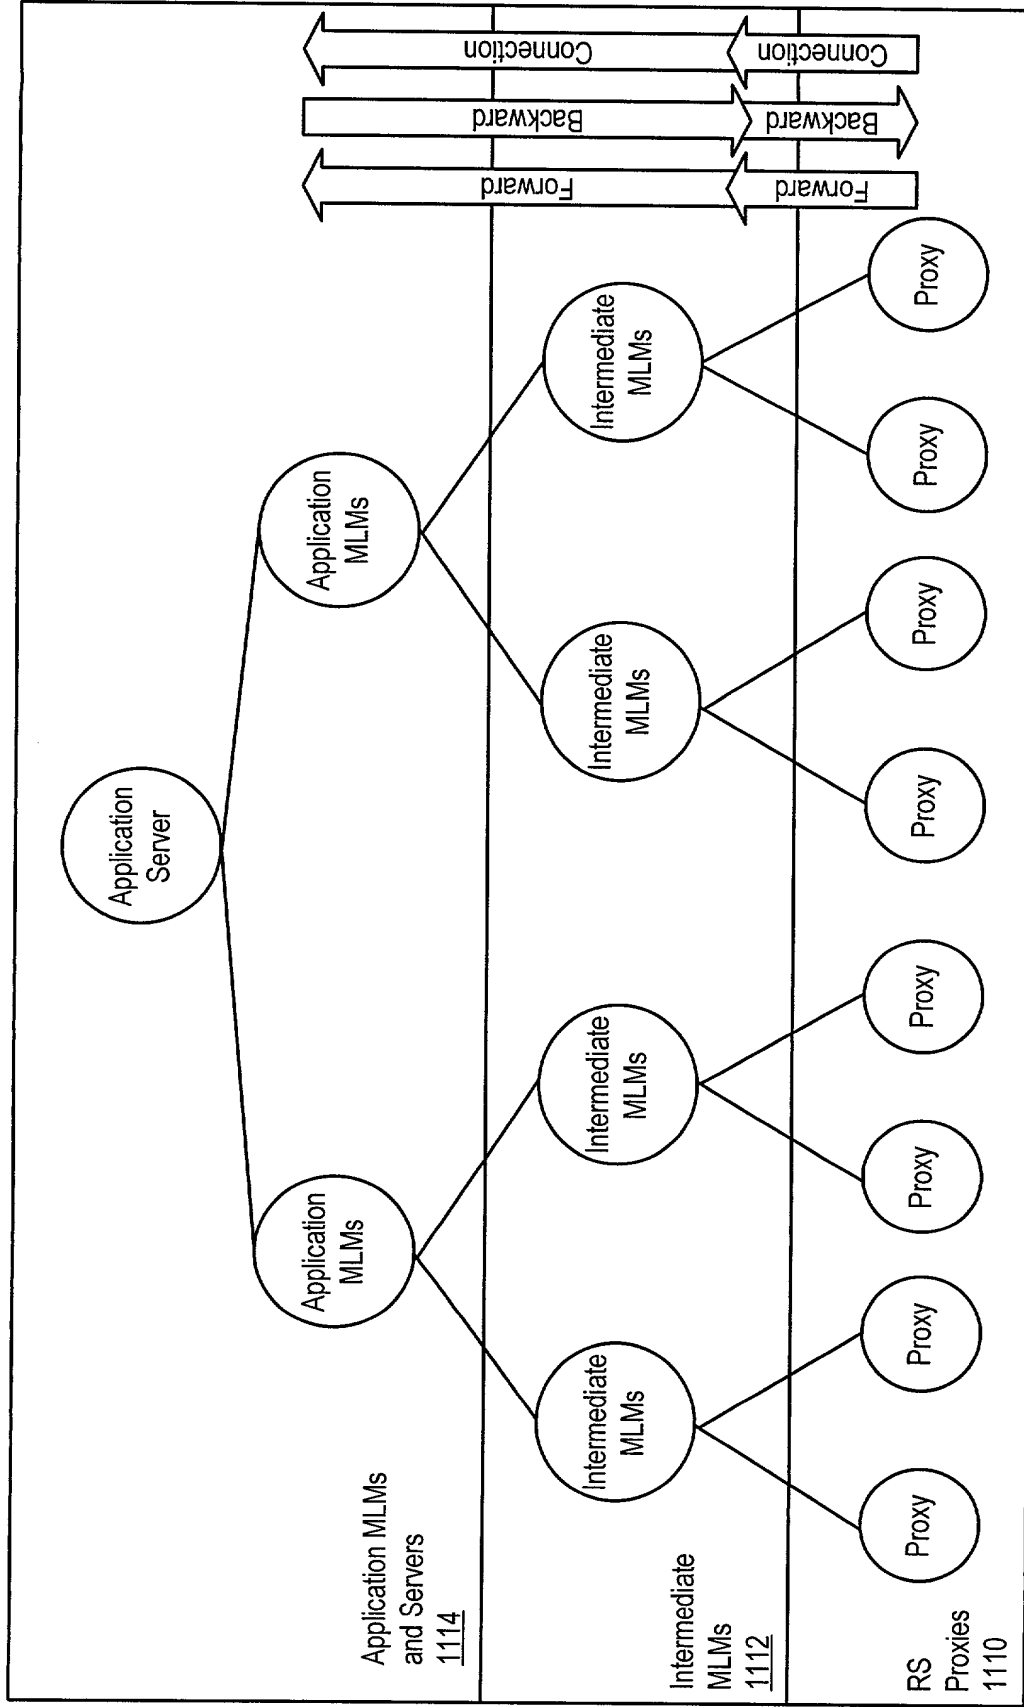 Application
Server
Application MLMs
and Servers
1114
Application
MLMs
Application
MLMs
Intermediate
MLMs
1112
Intermediate
MLMs
Intermediate
MLMs
Intermediate
MLMs
Intermediate
MLMs
RS
Proxies
1110
Proxy
Proxy
Proxy
Proxy
Proxy
Proxy
Proxy
Proxy
Forward
Forward
Backward
Backward
Connection
Connection